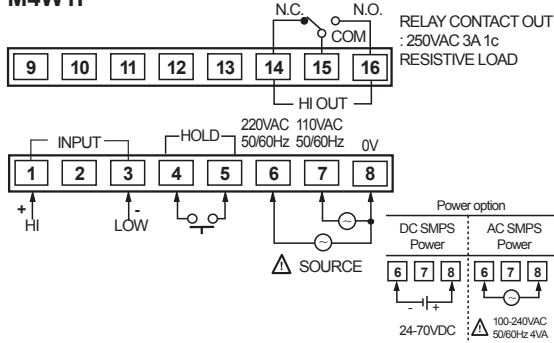 N.C.
N.O.
COM
RELAY CONTACT OUT
: 250VAC 3A 1c
RESISTIVE LOAD
9 10 11 12 13 14 15 16
HI OUT
INPUT
HOLD
220VAC 110VAC
50/60Hz 50/60Hz 0V
1 2 3 4 5 6 7 8
+ -
HI LOW
~
~
SOURCE
Power option
DC SMPS AC SMPS
Power Power
6 7 8 6 7 8
- +
~
24-70VDC
100-240VAC
50/60Hz 4VA